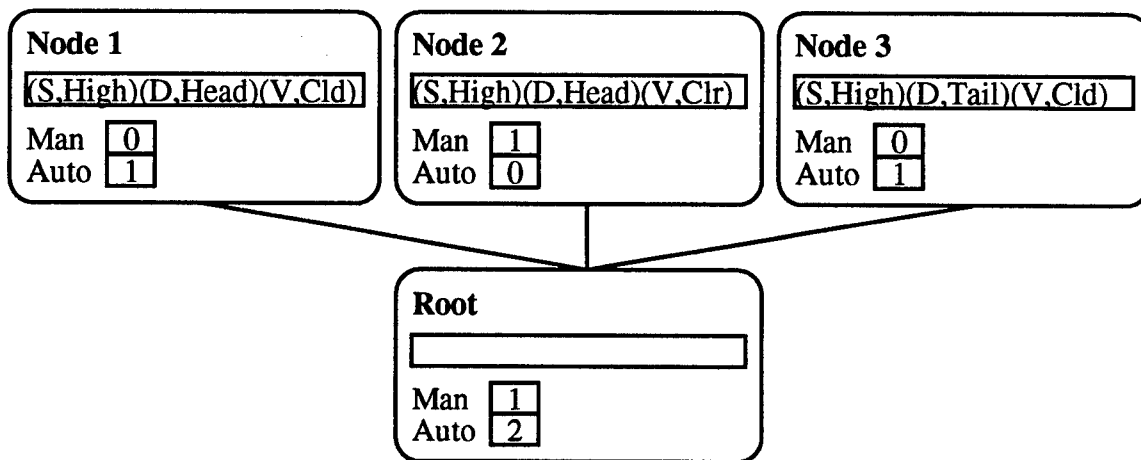 Node 1
(S,High)(D,Head)(V,Cld)
Man 0
Auto 1
Node 2
(S,High)(D,Head)(V,Clr)
Man 1
Auto 0
Node 3
(S,High)(D,Tail)(V,Cld)
Man 0
Auto 1
Root
Man 1
Auto 2